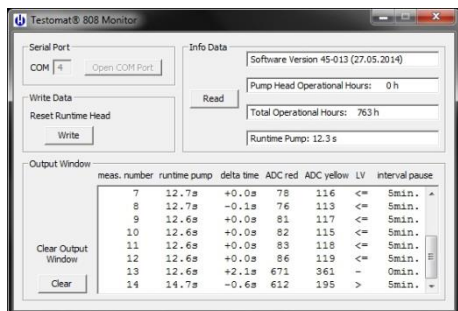 Testomat® 808 Monitor
Serial Port
COM 4 Open COM Port
Write Data
Reset Runtime Head
Write
Info Data
Read
Software Version 45-013 (27.05.2014)
Pump Head Operational Hours: 0 h
Total Operational Hours: 763 h
Runtime Pump: 12.3 s
Output Window
meas. number runtime pump delta time ADC red ADC yellow LV interval pause
7 12.7s +0.0s 78 116 <= 5min.
8 12.7s -0.1s 76 113 <= 5min.
9 12.6s +0.0s 81 117 <= 5min.
10 12.6s +0.0s 82 115 <= 5min.
11 12.6s +0.0s 83 118 <= 5min.
12 12.6s +0.0s 86 119 <= 5min.
13 12.6s +2.1s 671 361 - 0min.
14 14.7s -0.6s 612 195 > 5min.
Clear Output
Window
Clear